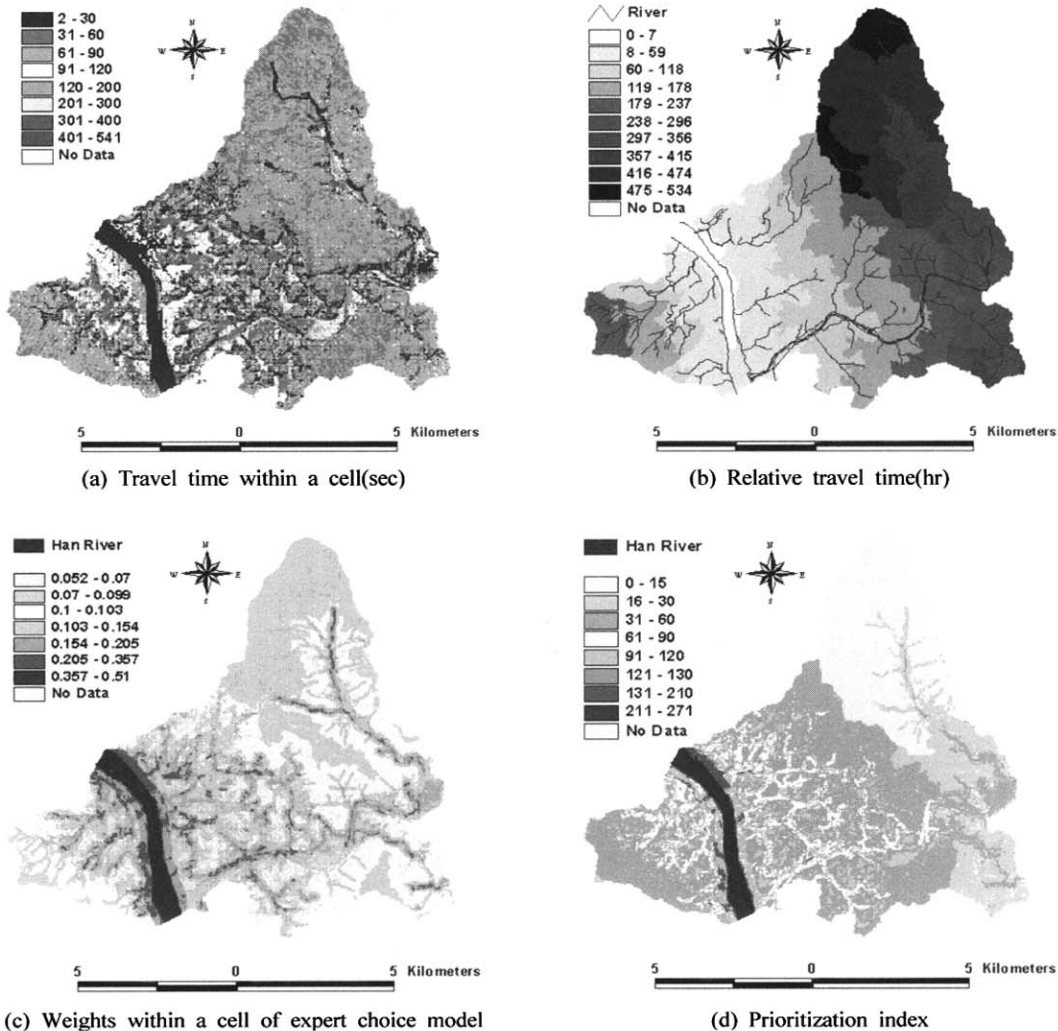 2 - 30
31 - 60
61 - 90
91 - 120
120 - 200
201 - 300
301 - 400
401 - 541
No Data
N
W
E
S
5 0 5 Kilometers
(a) Travel time within a cell(sec)
River
0 - 7
8 - 59
60 - 118
119 - 178
179 - 237
238 - 296
297 - 356
357 - 415
416 - 474
475 - 534
No Data
N
W
E
S
5 0 5 Kilometers
(b) Relative travel time(hr)
Han River
0.052 - 0.07
0.07 - 0.099
0.1 - 0.103
0.103 - 0.154
0.154 - 0.205
0.205 - 0.357
0.357 - 0.51
No Data
N
W
E
S
5 0 5 Kilometers
(c) Weights within a cell of expert choice model
Han River
0 - 15
16 - 30
31 - 60
61 - 90
91 - 120
121 - 130
131 - 210
211 - 271
No Data
N
W
E
S
5 0 5 Kilometers
(d) Prioritization index